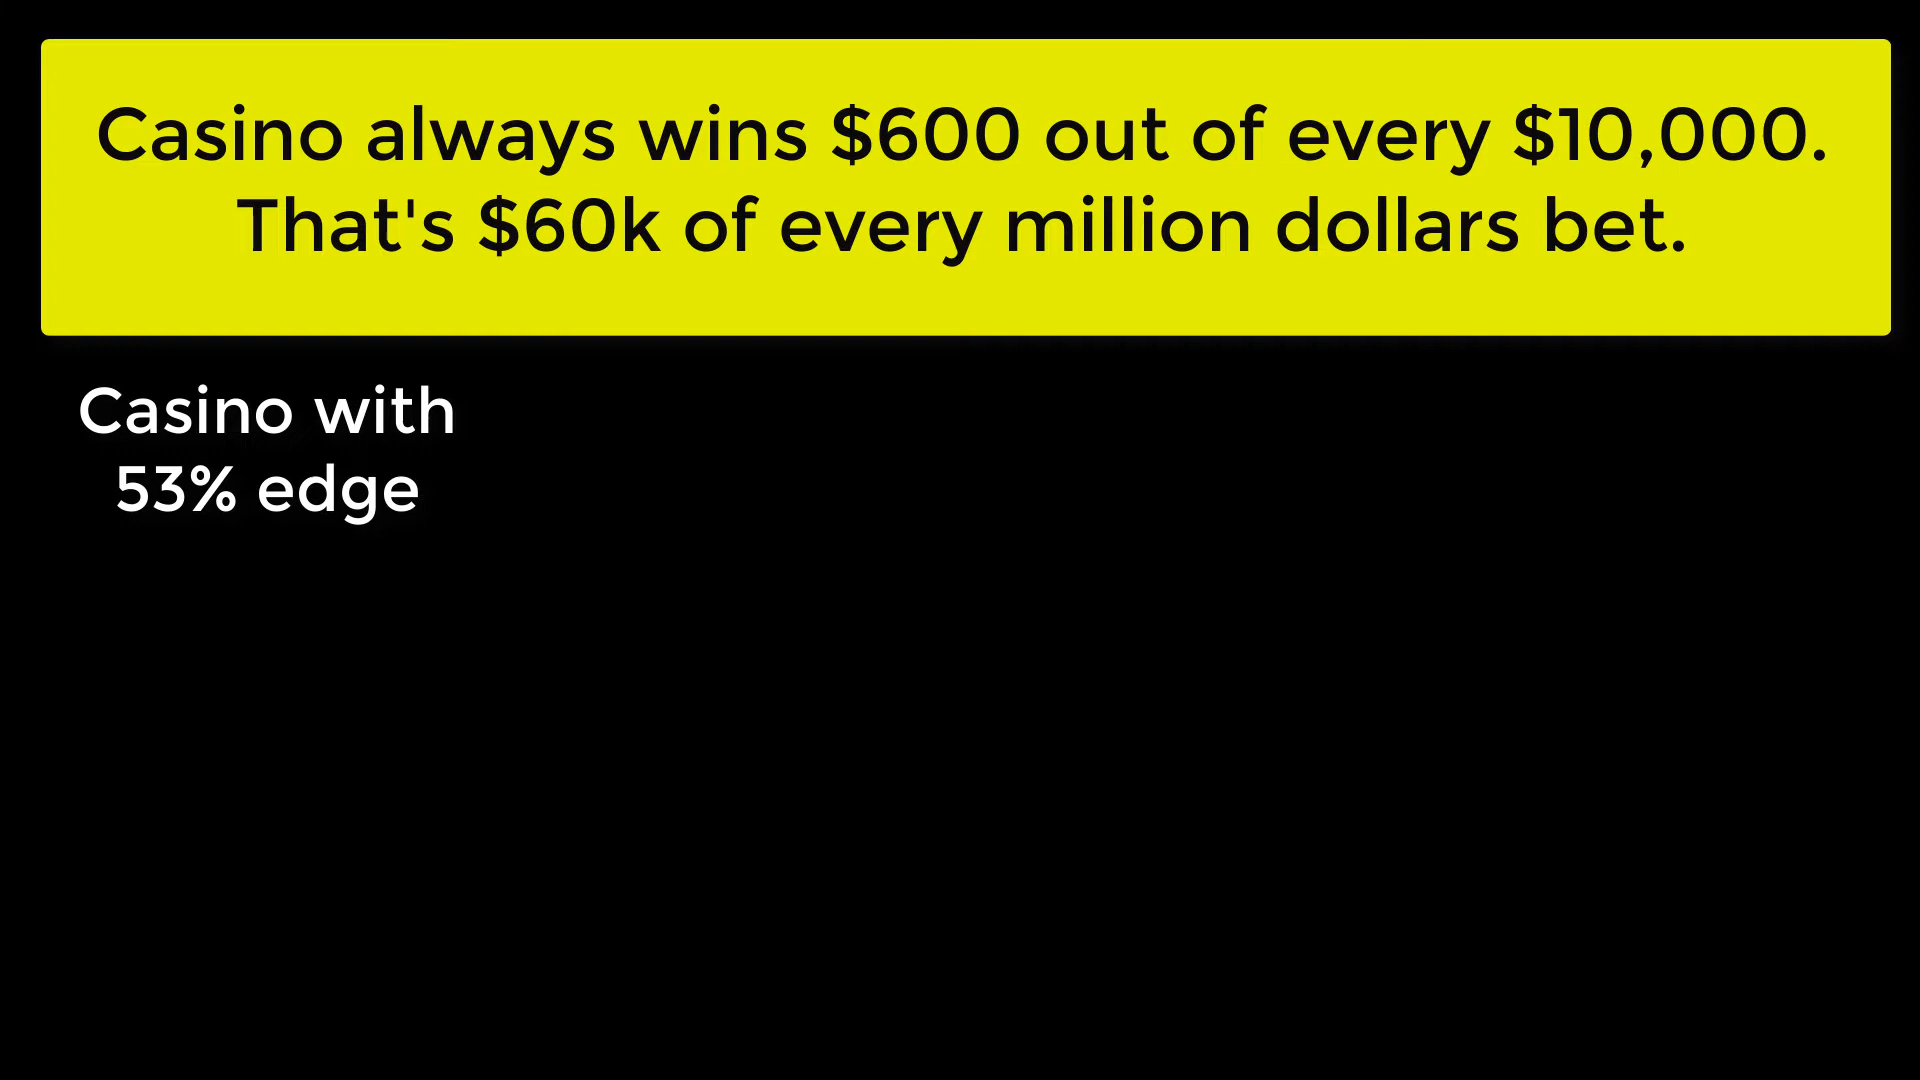 Casino always wins $600 out of every $10,000.
That's $60k of every million dollars bet.
Casino with
53% edge